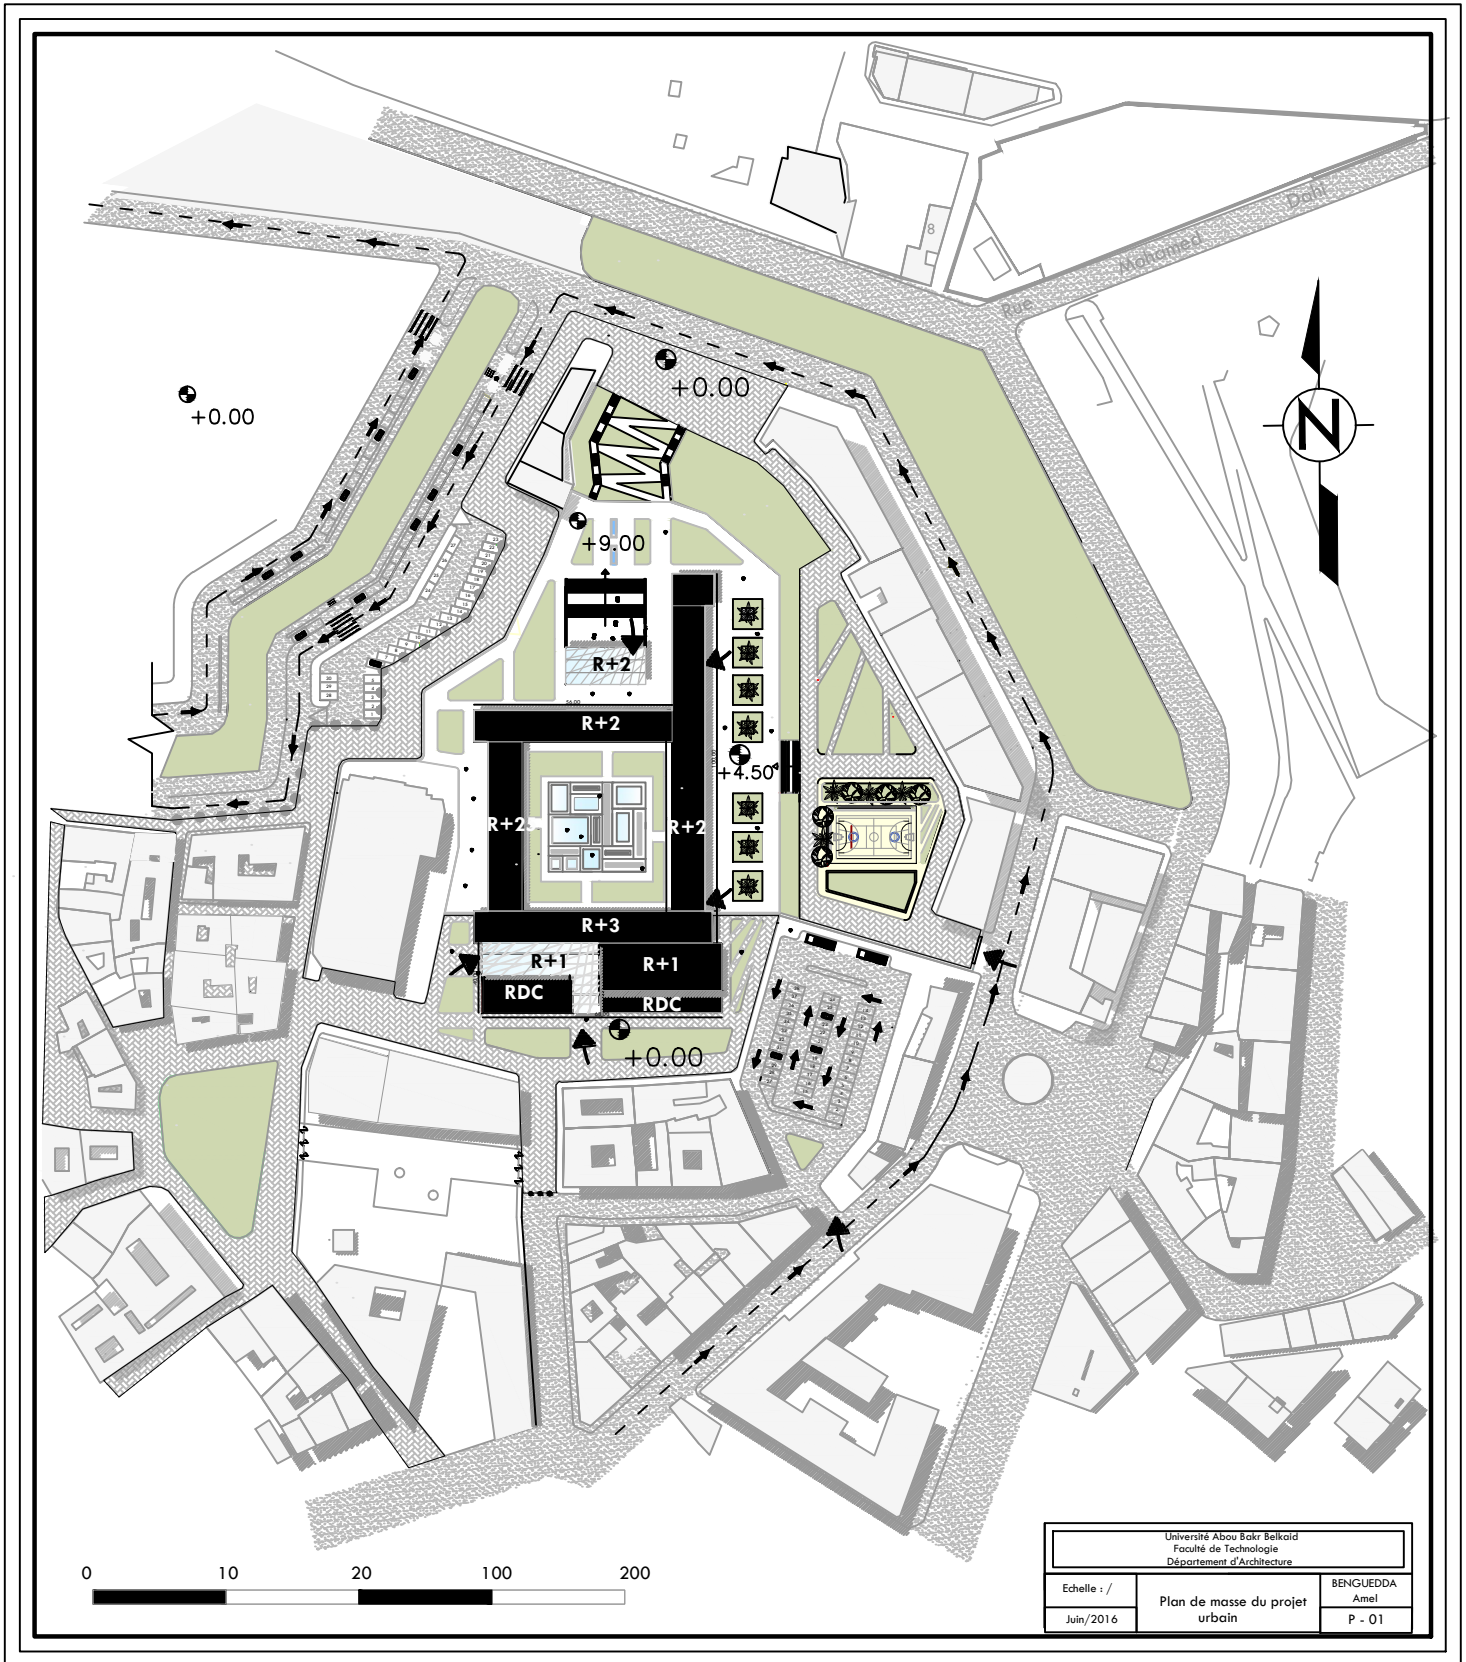 8
Rue Mohamed Dahl
N
+0.00
+0.00
+9.00
R+2
56.00
R+2
+4.50
R+2
R+2
R+3
R+1
R+1
RDC
RDC
+0.00
0 10 20 100 200
Université Abou Bakr Belkaid
Faculté de Technologie
Département d'Architecture
Echelle : /
Juin/2016
Plan de masse du projet
urbain
BENGUEDDA
Amel
P - 01